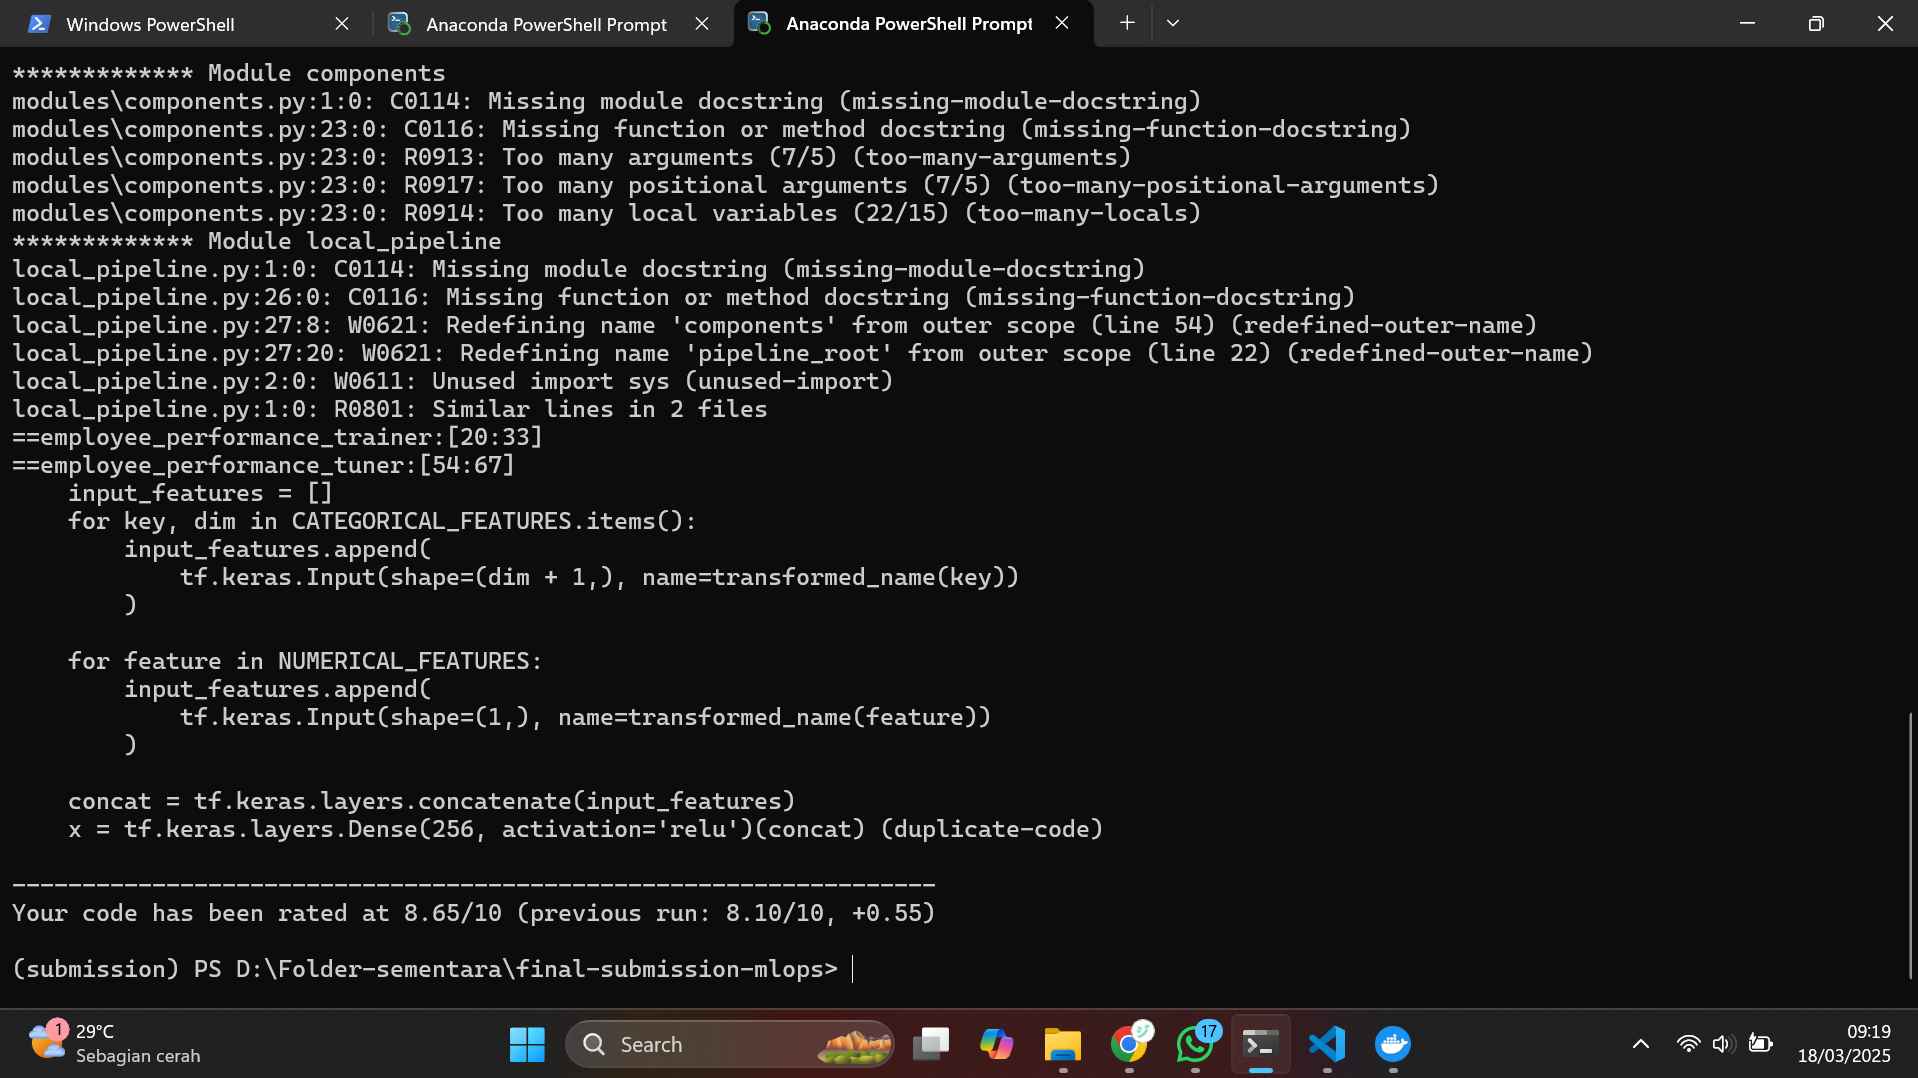 Windows PowerShell
Anaconda PowerShell Prompt
Anaconda PowerShell Prompt
************* Module components
modules\components.py:1:0: C0114: Missing module docstring (missing-module-docstring)
modules\components.py:23:0: C0116: Missing function or method docstring (missing-function-docstring)
modules\components.py:23:0: R0913: Too many arguments (7/5) (too-many-arguments)
modules\components.py:23:0: R0917: Too many positional arguments (7/5) (too-many-positional-arguments)
modules\components.py:23:0: R0914: Too many local variables (22/15) (too-many-locals)
************* Module local_pipeline
local_pipeline.py:1:0: C0114: Missing module docstring (missing-module-docstring)
local_pipeline.py:26:0: C0116: Missing function or method docstring (missing-function-docstring)
local_pipeline.py:27:8: W0621: Redefining name 'components' from outer scope (line 54) (redefined-outer-name)
local_pipeline.py:27:20: W0621: Redefining name 'pipeline_root' from outer scope (line 22) (redefined-outer-name)
local_pipeline.py:2:0: W0611: Unused import sys (unused-import)
local_pipeline.py:1:0: R0801: Similar lines in 2 files
==employee_performance_trainer:[20:33]
==employee_performance_tuner:[54:67]
    input_features = []
    for key, dim in CATEGORICAL_FEATURES.items():
        input_features.append(
            tf.keras.Input(shape=(dim + 1,), name=transformed_name(key))
        )
    for feature in NUMERICAL_FEATURES:
        input_features.append(
            tf.keras.Input(shape=(1,), name=transformed_name(feature))
        )
    concat = tf.keras.layers.concatenate(input_features)
    x = tf.keras.layers.Dense(256, activation='relu')(concat) (duplicate-code)
------------------------------------------------------------------
Your code has been rated at 8.65/10 (previous run: 8.10/10, +0.55)
(submission) PS D:\Folder-sementara\final-submission-mlops>
1
29°C
Sebagian cerah
Search
17
09:19
18/03/2025